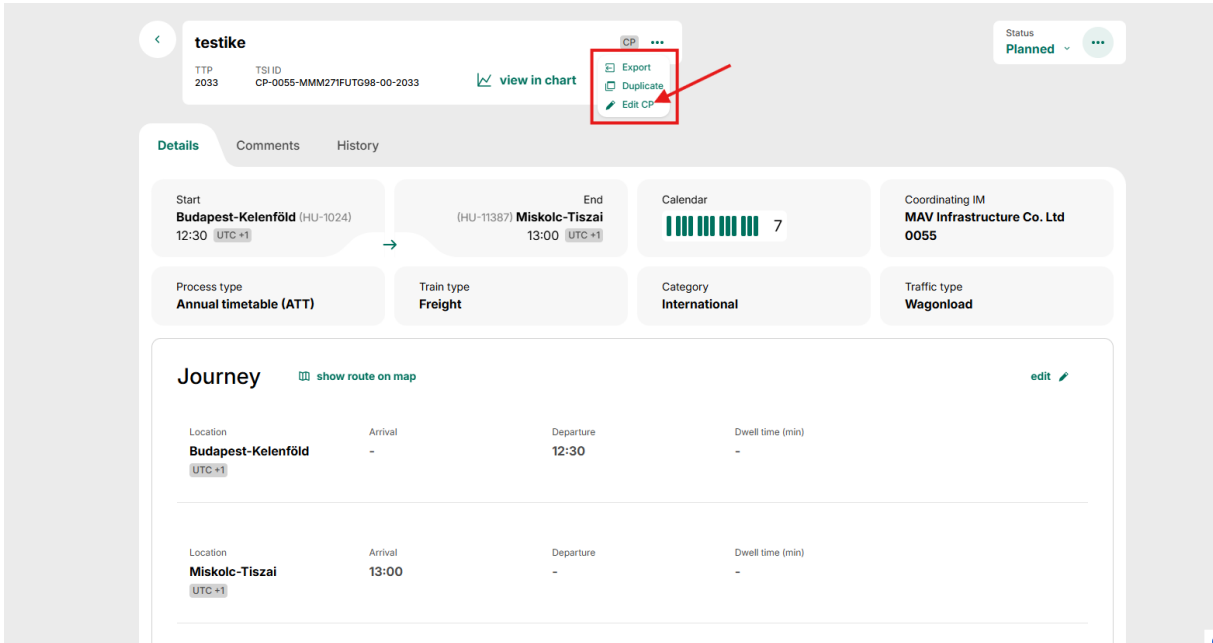 testike
CP
•••
TTP
2033
TSI ID
CP-0055-MMM271FUTG98-00-2033
view in chart
Export
Duplicate
Edit CP
Status
Planned
•••
Details
Comments
History
Start
Budapest-Kelenföld (HU-1024)
12:30 UTC +1
End
(HU-11387) Miskolc-Tiszai
13:00 UTC +1
Calendar
7
Coordinating IM
MAV Infrastructure Co. Ltd
0055
Process type
Annual timetable (ATT)
Train type
Freight
Category
International
Traffic type
Wagonload
Journey
show route on map
edit
Location Arrival Departure Dwell time (min)
Budapest-Kelenföld - 12:30 -
UTC +1
Location Arrival Departure Dwell time (min)
Miskolc-Tiszai 13:00 - -
UTC +1